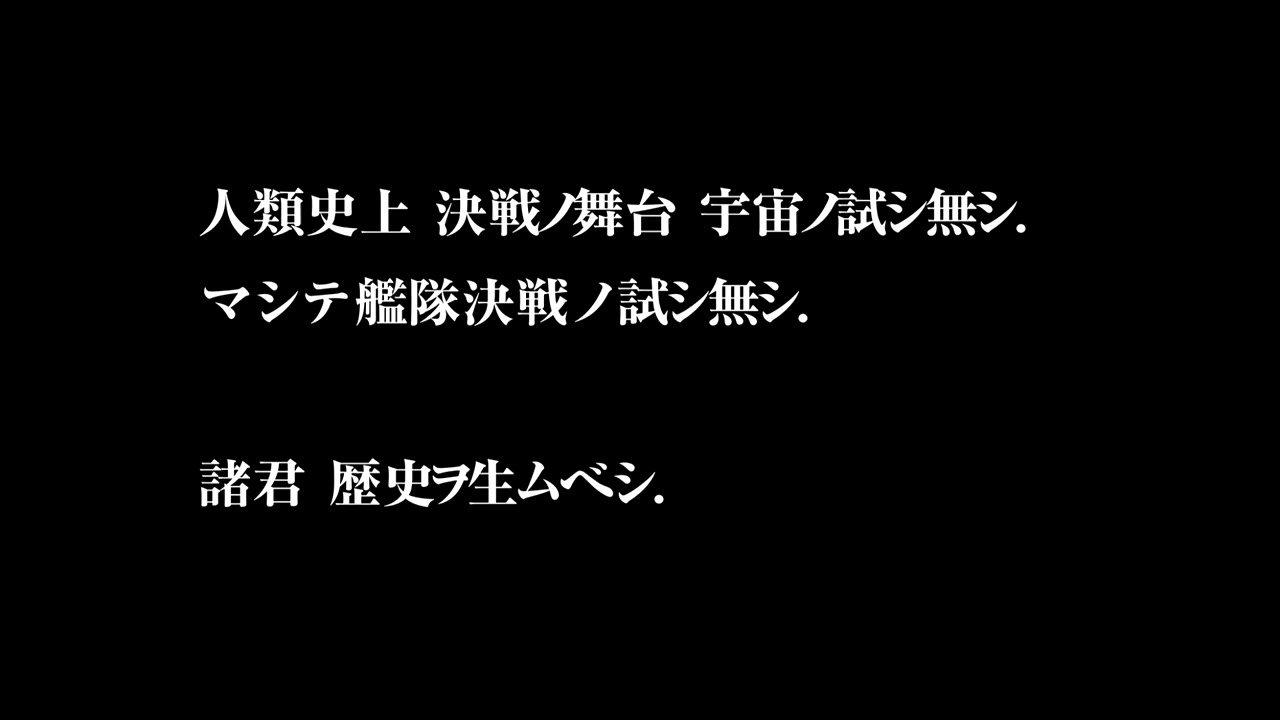 人類史上 決戦ノ舞台 宇宙ノ試シ無シ.
マシテ艦隊決戦ノ試シ無シ.
諸君 歴史ヲ生ムベシ.